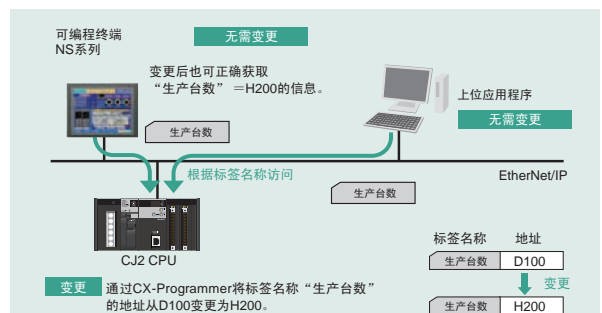 可编程终端
NS系列
无需变更
变更后也可正确获取
“生产台数” =H200的信息。
上位应用程序
无需变更
生产台数
根据标签名称访问
EtherNet/IP
生产台数
CJ2 CPU
标签名称 地址
生产台数 D100
变更
变更 通过CX-Programmer将标签名称“生产台数”
的地址从D100变更为H200。
生产台数 H200